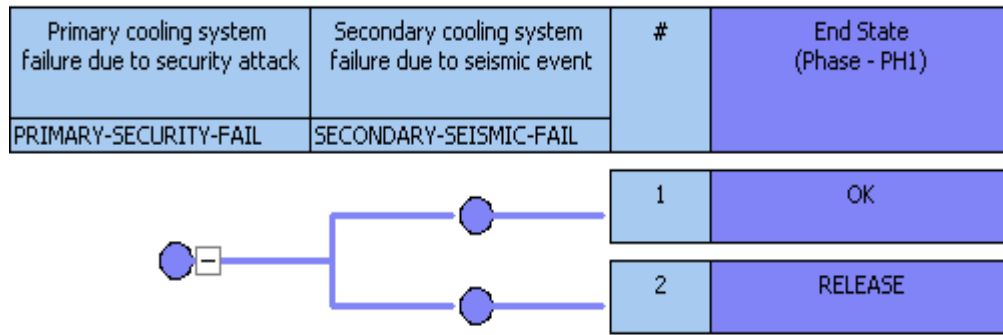 Primary cooling system
failure due to security attack
Secondary cooling system
failure due to seismic event
#
End State
(Phase - PH1)
PRIMARY-SECURITY-FAIL
SECONDARY-SEISMIC-FAIL
1
OK
2
RELEASE